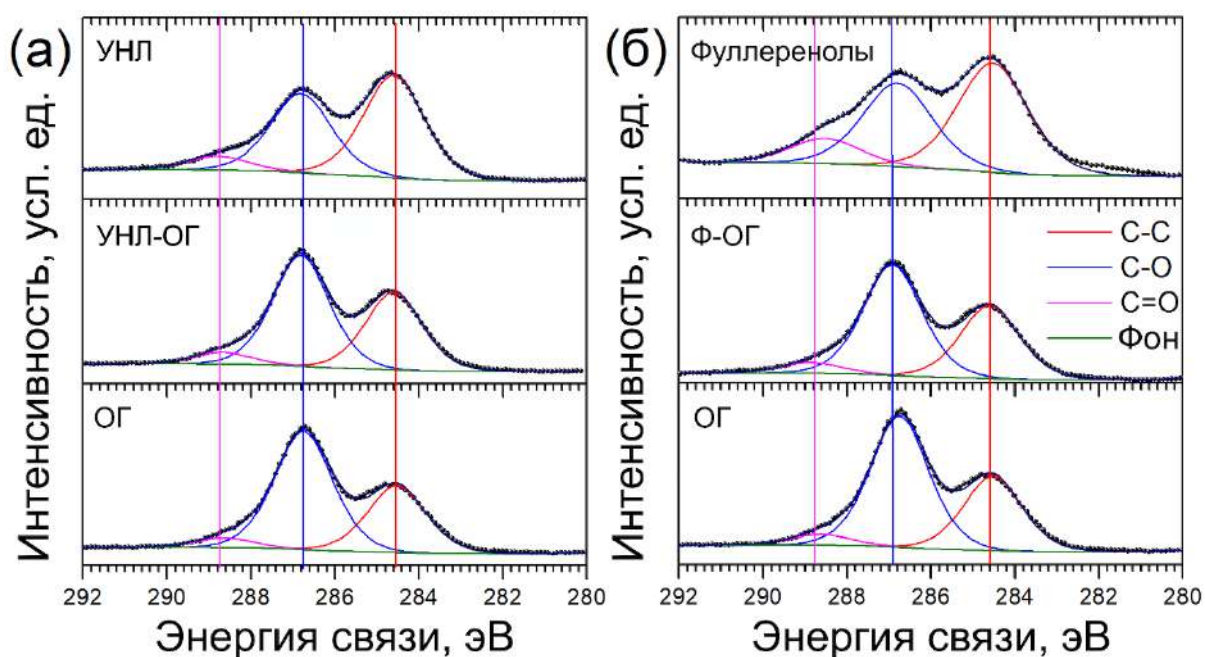 (а)
УНЛ
УНЛ-ОГ
ОГ
Интенсивность, усл. ед.
292 290 288 286 284 282 280
Энергия связи, эВ
(б)
Фуллеренолы
Ф-ОГ
C-C
C-O
C=O
Фон
ОГ
Интенсивность, усл. ед.
292 290 288 286 284 282 280
Энергия связи, эВ